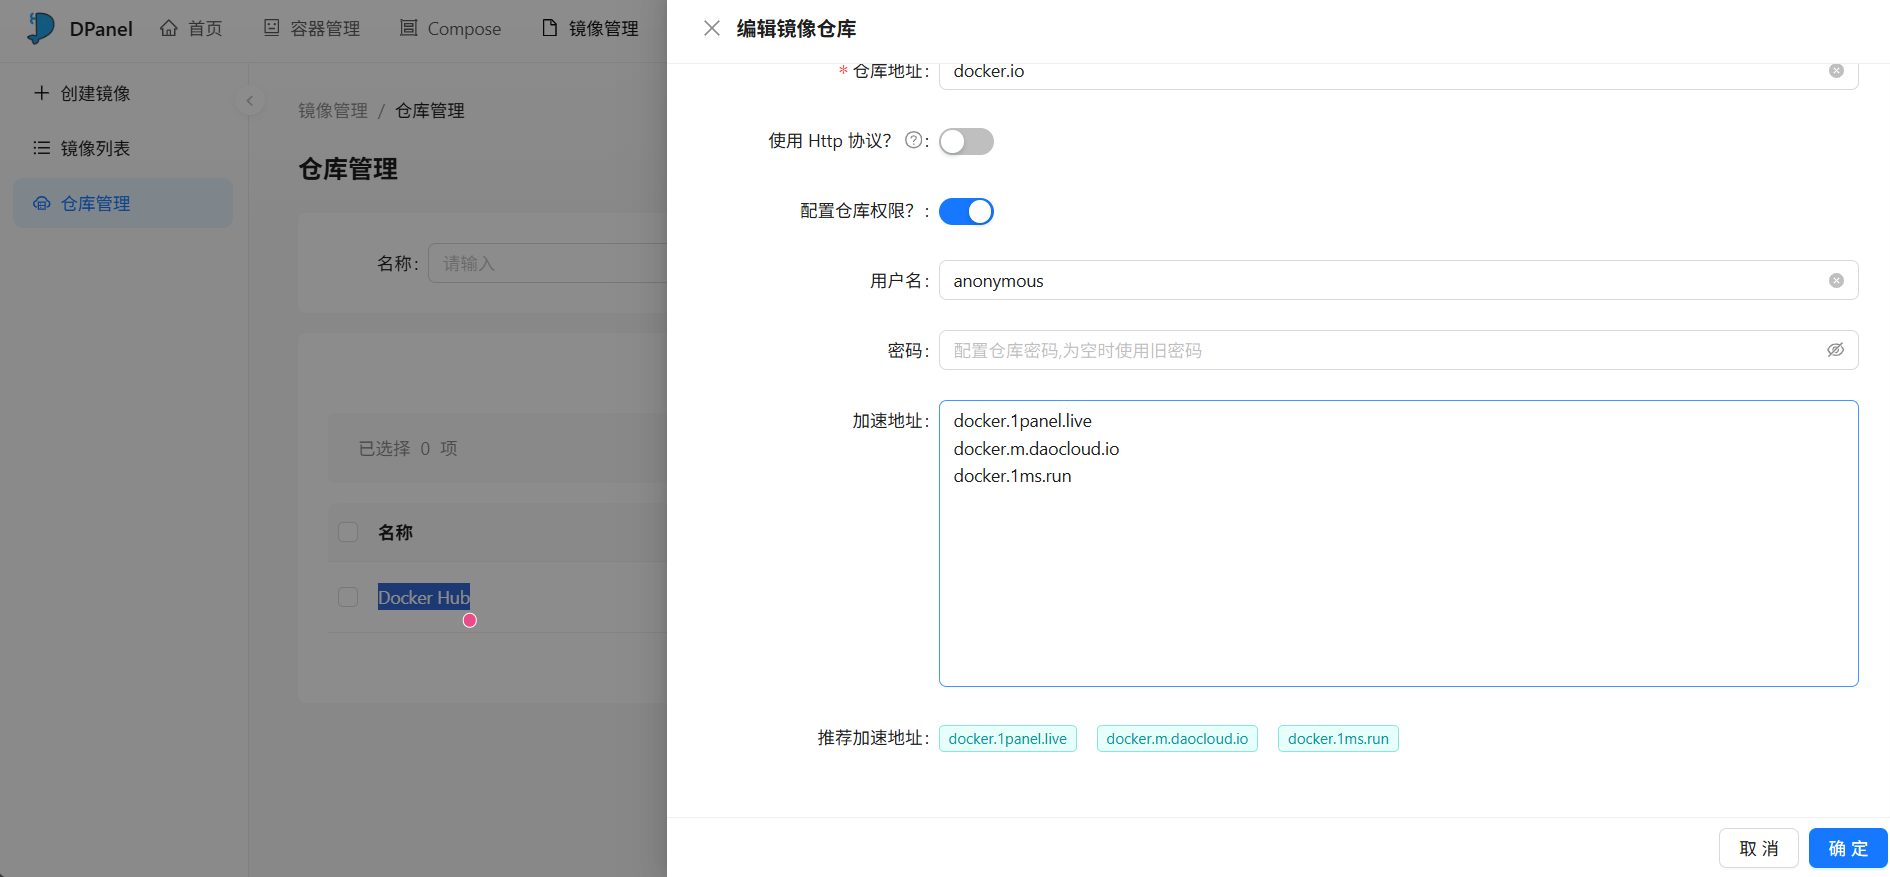 DPanel
首页
容器管理
Compose
镜像管理
创建镜像
镜像列表
仓库管理
镜像管理 / 仓库管理
仓库管理
名称：
请输入
已选择 0 项
名称
Docker Hub
编辑镜像仓库
* 仓库地址： docker.io
使用 Http 协议？ ：
配置仓库权限？ ：
用户名： anonymous
密码： 配置仓库密码,为空时使用旧密码
加速地址： docker.1panel.live
docker.m.daocloud.io
docker.1ms.run
推荐加速地址： docker.1panel.live docker.m.daocloud.io docker.1ms.run
取 消 确 定